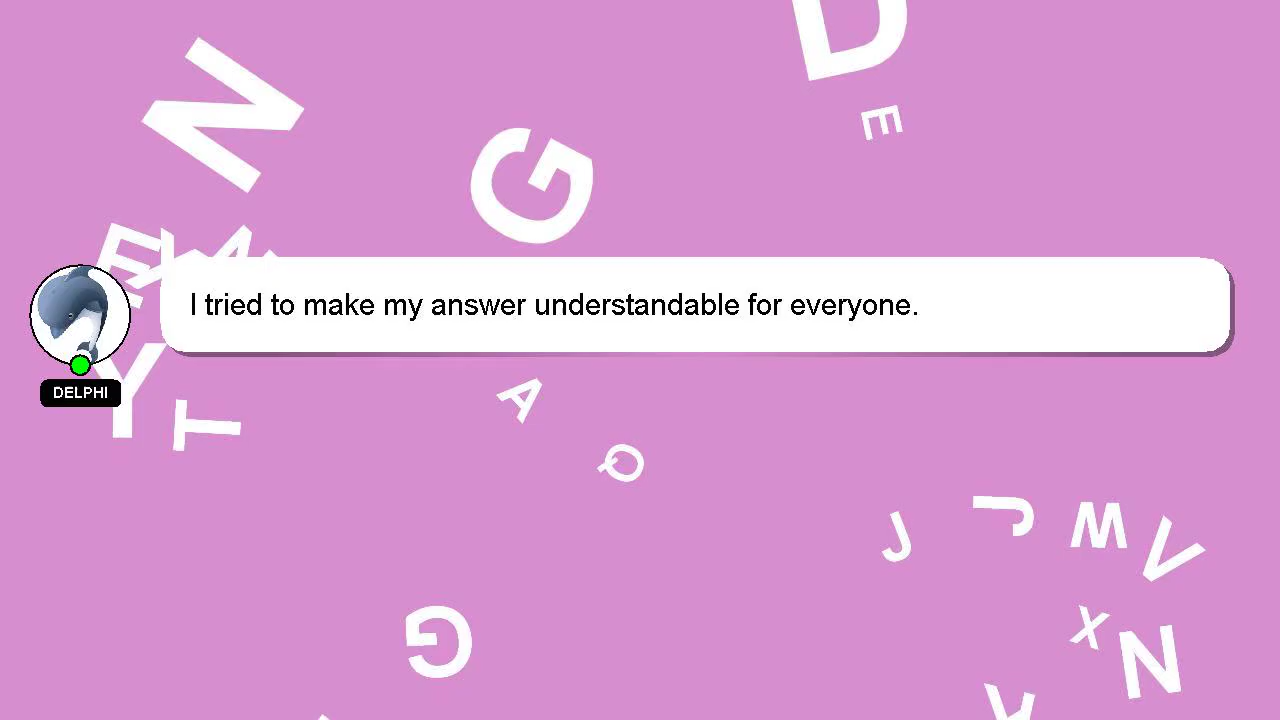 D
N
E
G
E
Y
A
I tried to make my answer understandable for everyone.
DELPHI
Y
T
A
Q
J
J
W
V
X
G
N